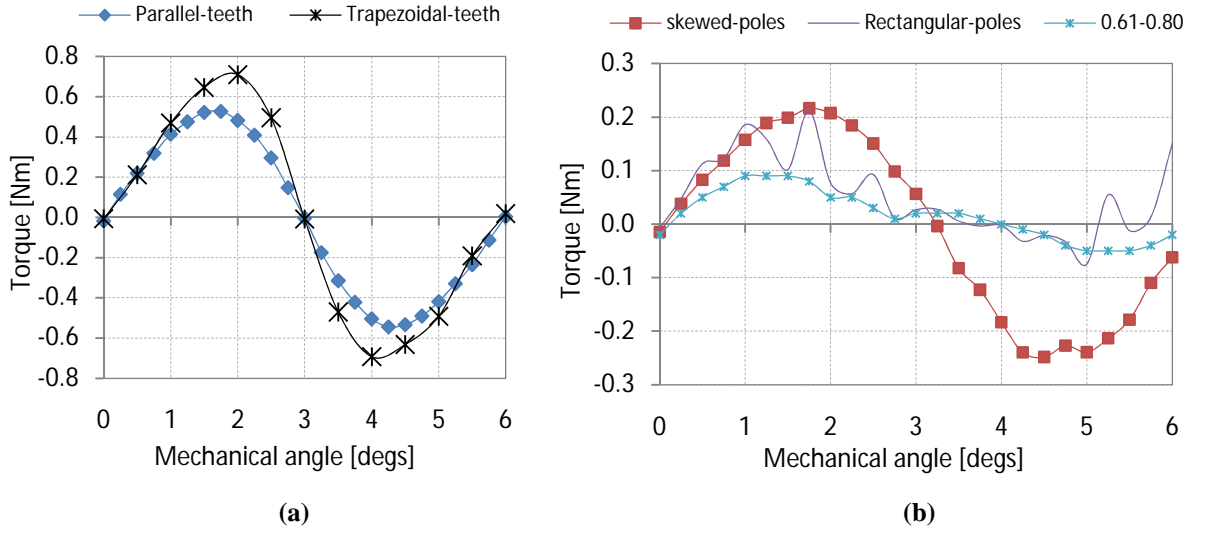 Parallel-teeth Trapezoidal-teeth
0.8
0.6
0.4
0.2
0.0
-0.2
-0.4
-0.6
-0.8
Torque [Nm]
0 1 2 3 4 5 6
Mechanical angle [degs]
(a)
skewed-poles Rectangular-poles 0.61-0.80
0.3
0.2
0.1
0.0
-0.1
-0.2
-0.3
Torque [Nm]
0 1 2 3 4 5 6
Mechanical angle [degs]
(b)